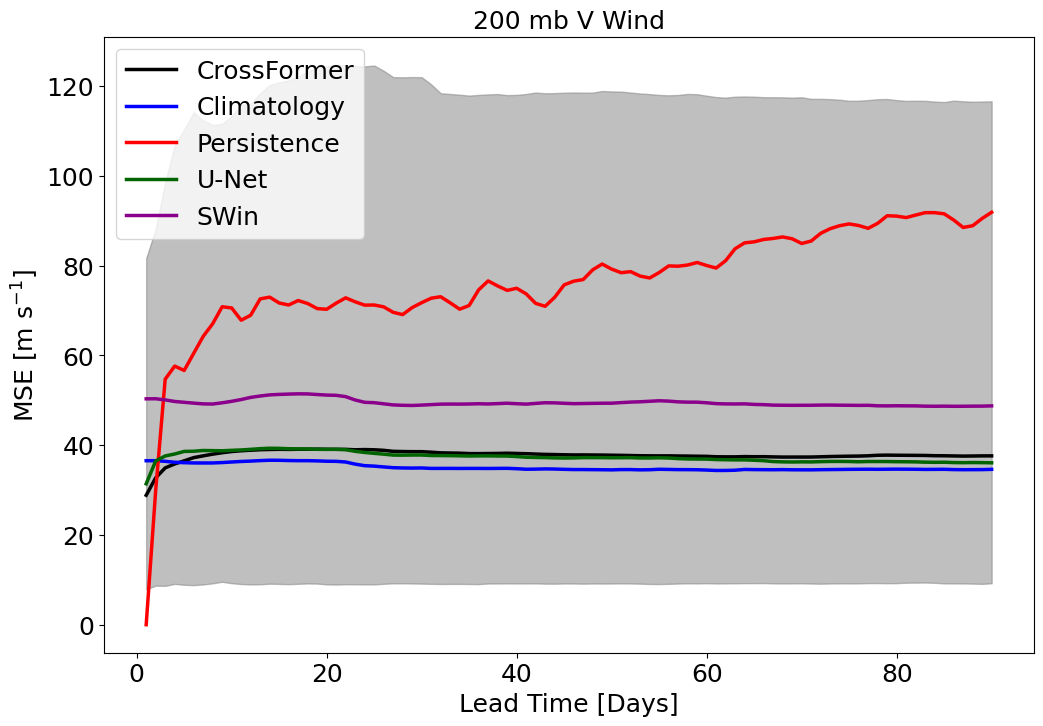 200 mb V Wind
CrossFormer
Climatology
Persistence
U-Net
SWin
120
100
80
60
40
20
0
MSE [m s⁻¹]
0 20 40 60 80
Lead Time [Days]